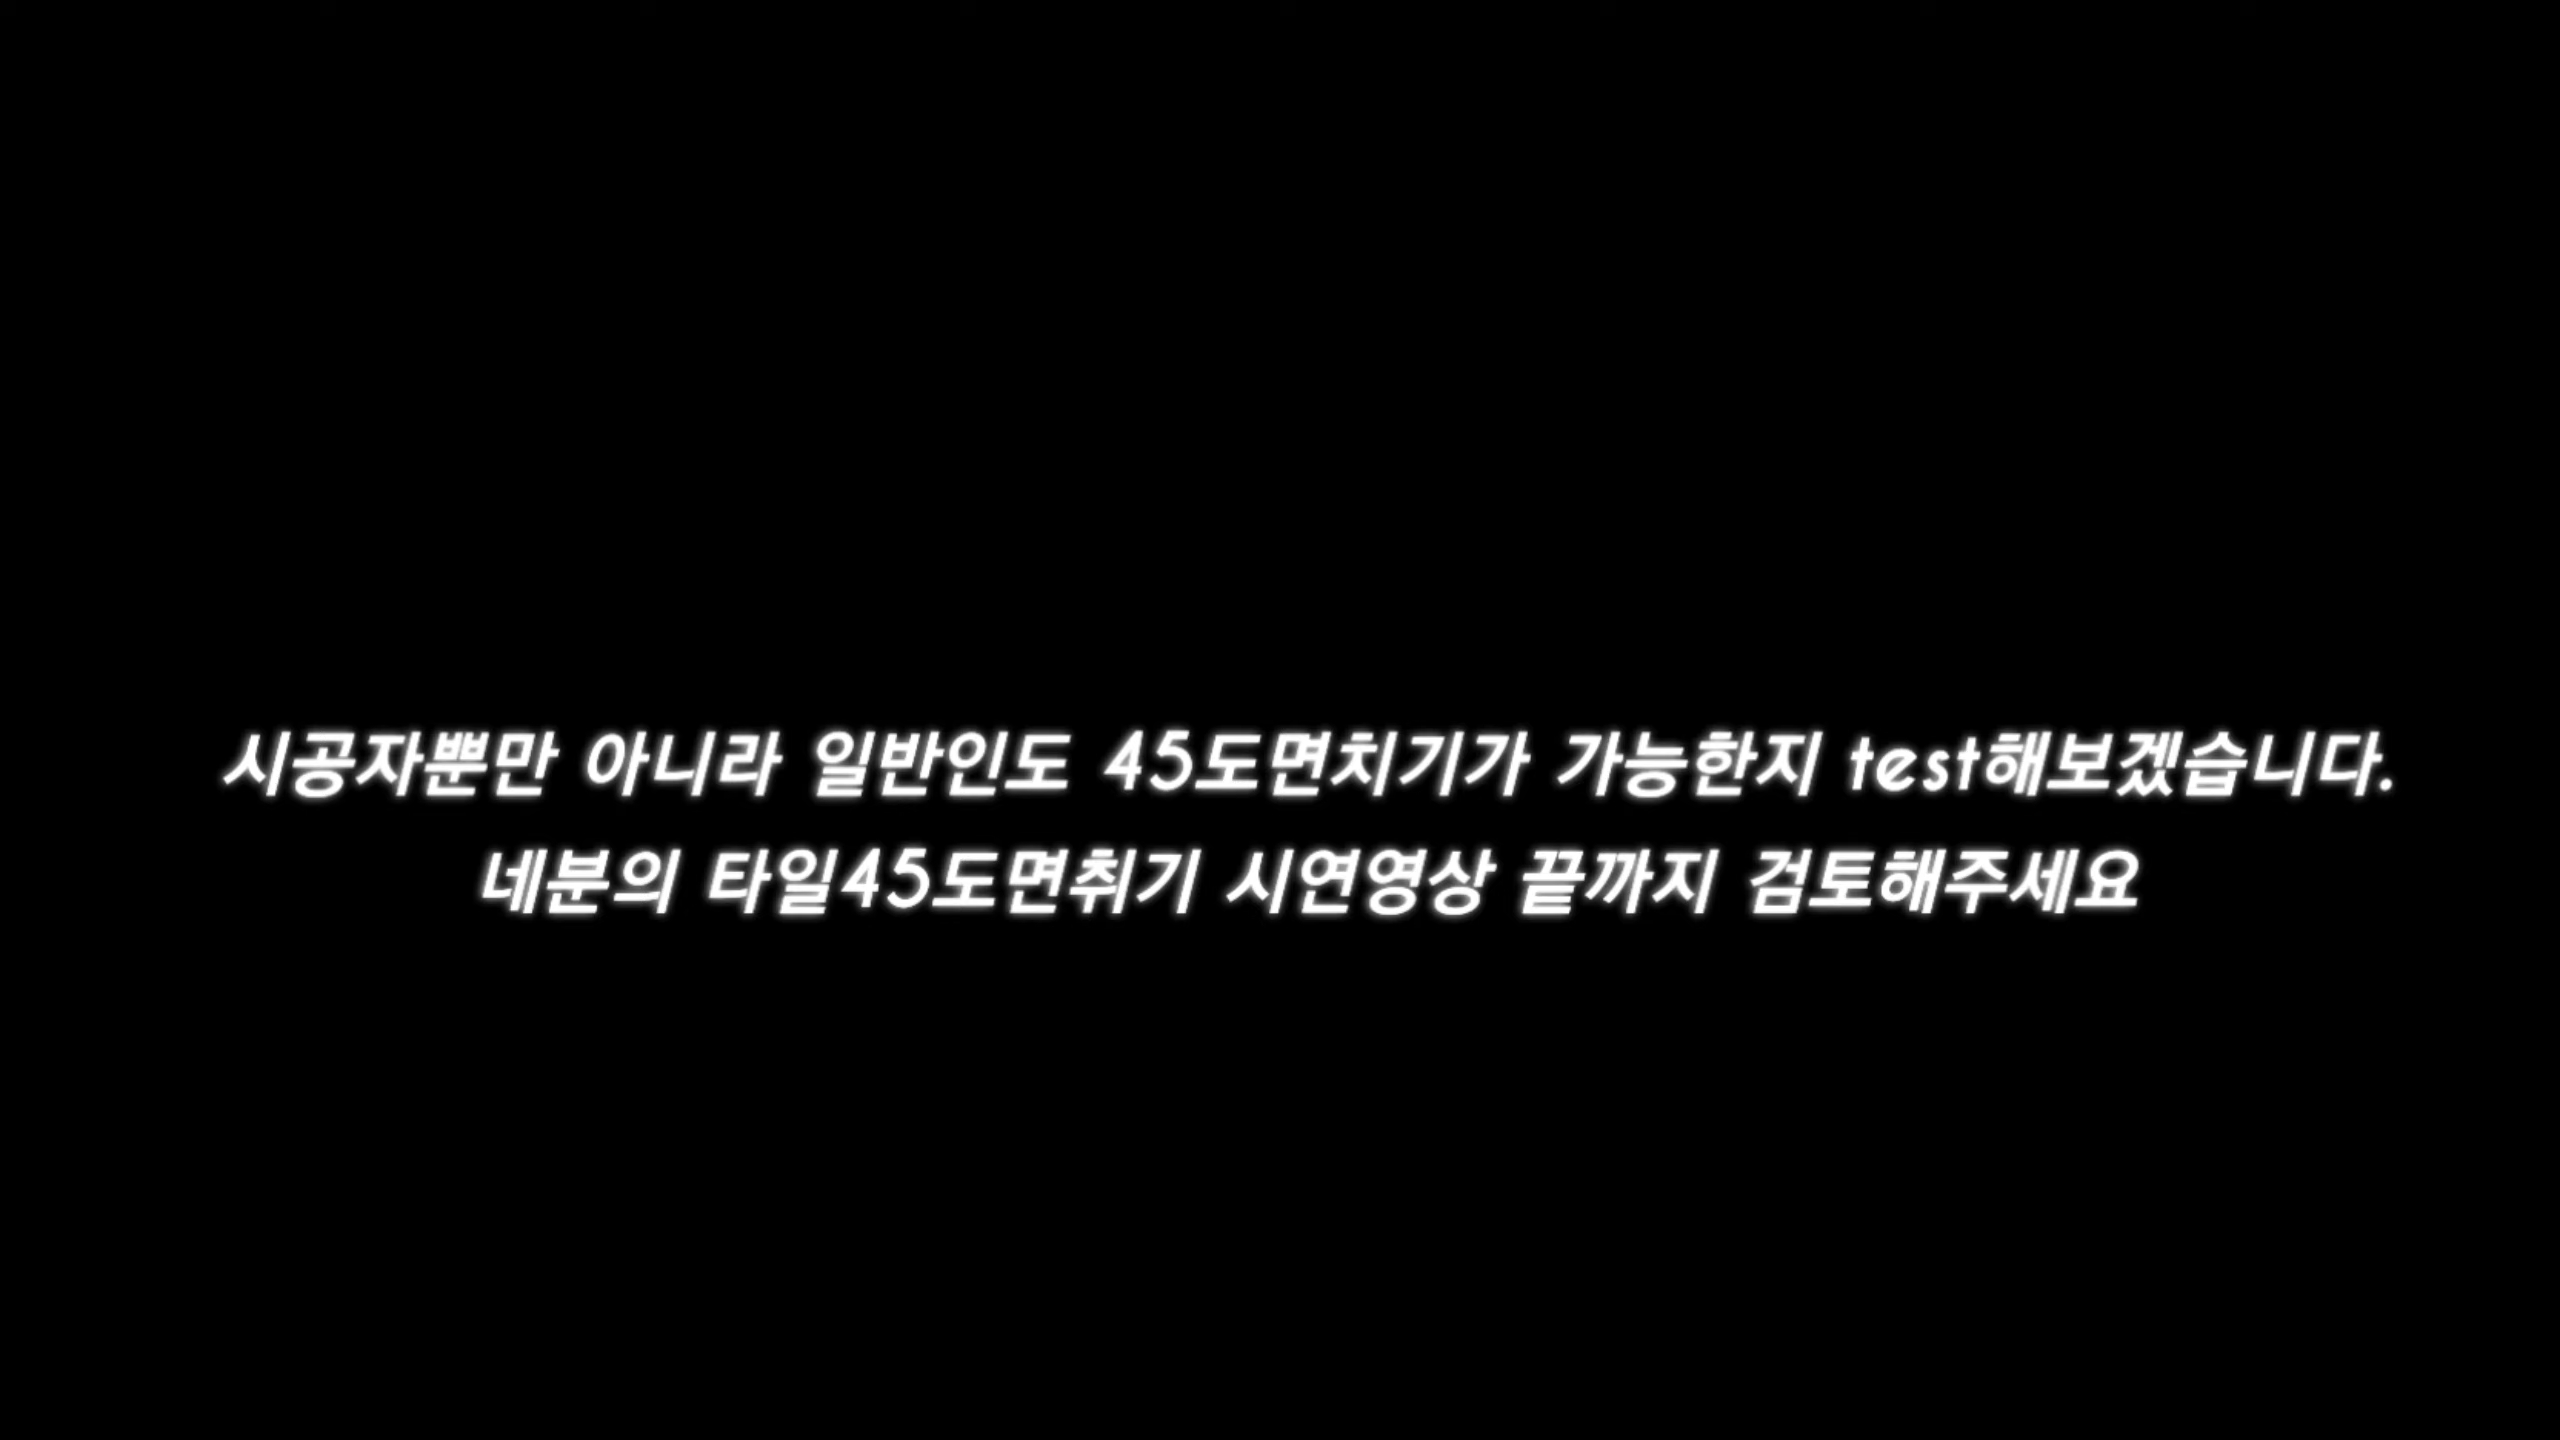 시공자뿐만 아니라 일반인도 45도면치기가 가능한지 test해보겠습니다.
네분의 타일45도면취기 시연영상 끝까지 검토해주세요